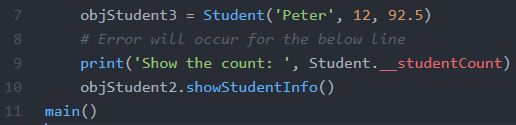 7 objStudent3 = Student('Peter', 12, 92.5)
8 # Error will occur for the below line
9 print('Show the count: ', Student.__studentCount)
10 objStudent2.showStudentInfo()
11 main()